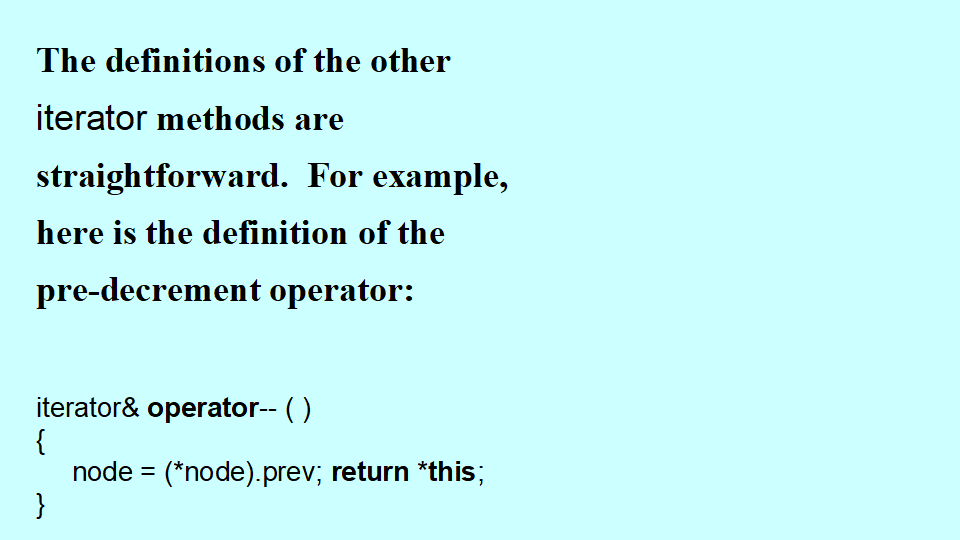 The definitions of the other
iterator methods are
straightforward.  For example,
here is the definition of the
pre-decrement operator:
iterator& operator-- ( )
{
node = (*node).prev; return *this;
}